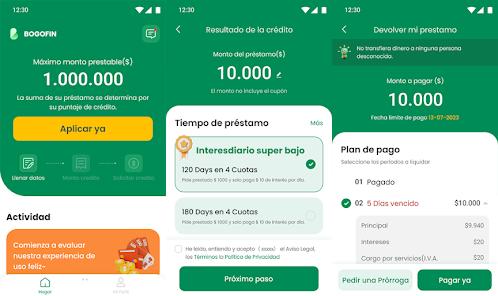 12:30
BOGOFIN
Máximo monto prestable($)
1.000.000
La suma de su préstamo se determina por
su puntaje de crédito.
Aplicar ya
Llenar datos
Monto credito
Solicitar credito
Actividad
Comienza a evaluar
nuestra experiencia de
uso feliz~
Hogar
Mi Perfil
12:30
Resultado de la crédito
Monto del préstamo($)
10.000
El monto no incluye el cupón
Tiempo de préstamo
Más
Interesdiario super bajo
120 Days en 4 Cuotas
Pide prestado $ 1000 y solo paga $ 10 de interés por día.
180 Days en 4 Cuotas
Pide prestado $ 1000 y solo paga $ 10 de interés por día.
He leído, entiendo y acepto (xxxx) el Aviso Legal,
los Términos la Política de Privacidad
Próximo paso
12:30
Devolver mi prestamo
No transfiera dinero a ninguna persona
desconocida.
Monto a pagar ($)
10.000
Fecha limite de pago 13-07-2023
Plan de pago
Seleccione los períodos a liquidar
01 Pagado
02 5 Días vencido $10.000
Principal $9.940
Intereses $20
Cargo por servicios(I.V.A. $20
Pedir una Prórroga
Pagar ya